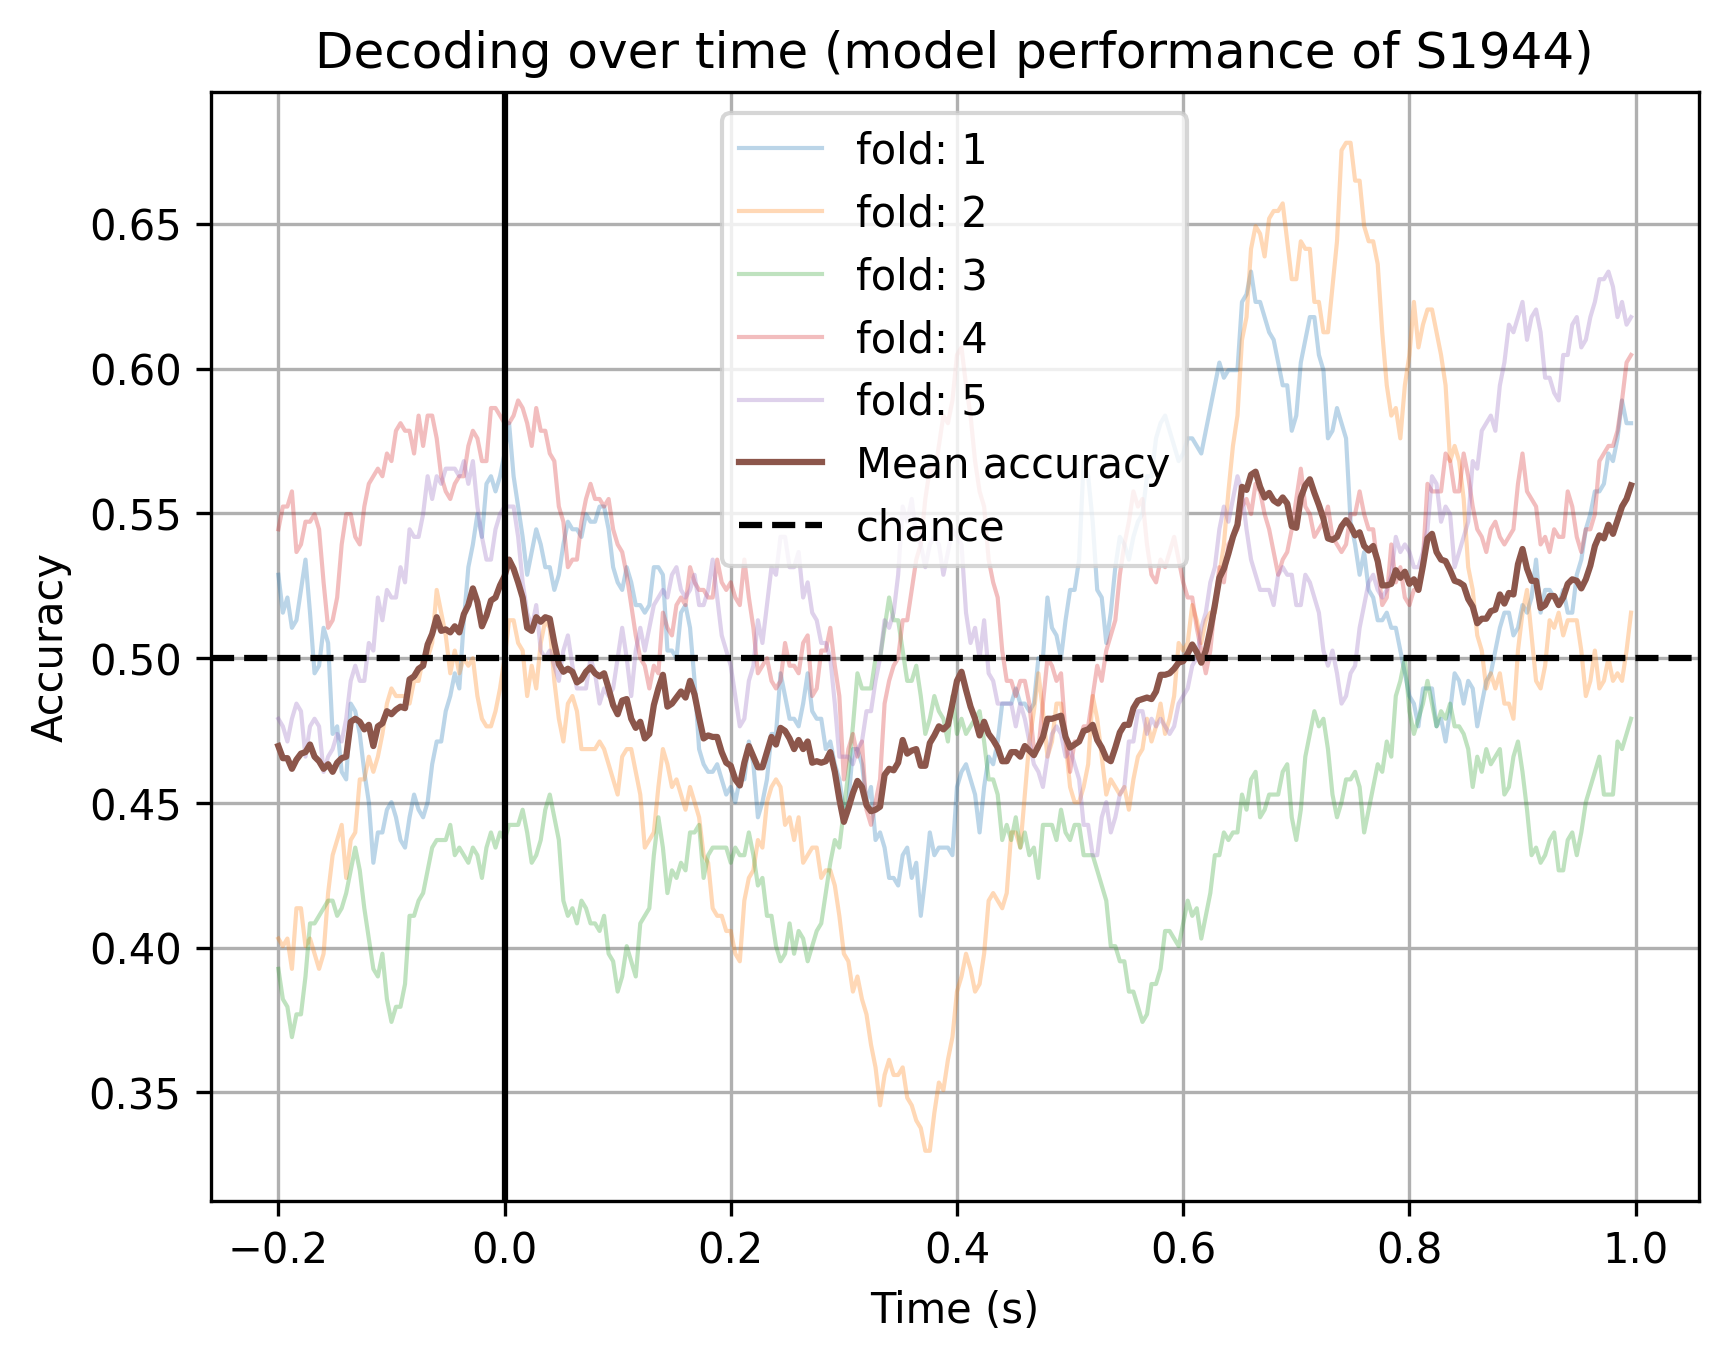 Decoding over time (model performance of S1944)
fold: 1
fold: 2
fold: 3
fold: 4
fold: 5
Mean accuracy
chance
Accuracy
0.65
0.60
0.55
0.50
0.45
0.40
0.35
−0.2 0.0 0.2 0.4 0.6 0.8 1.0
Time (s)